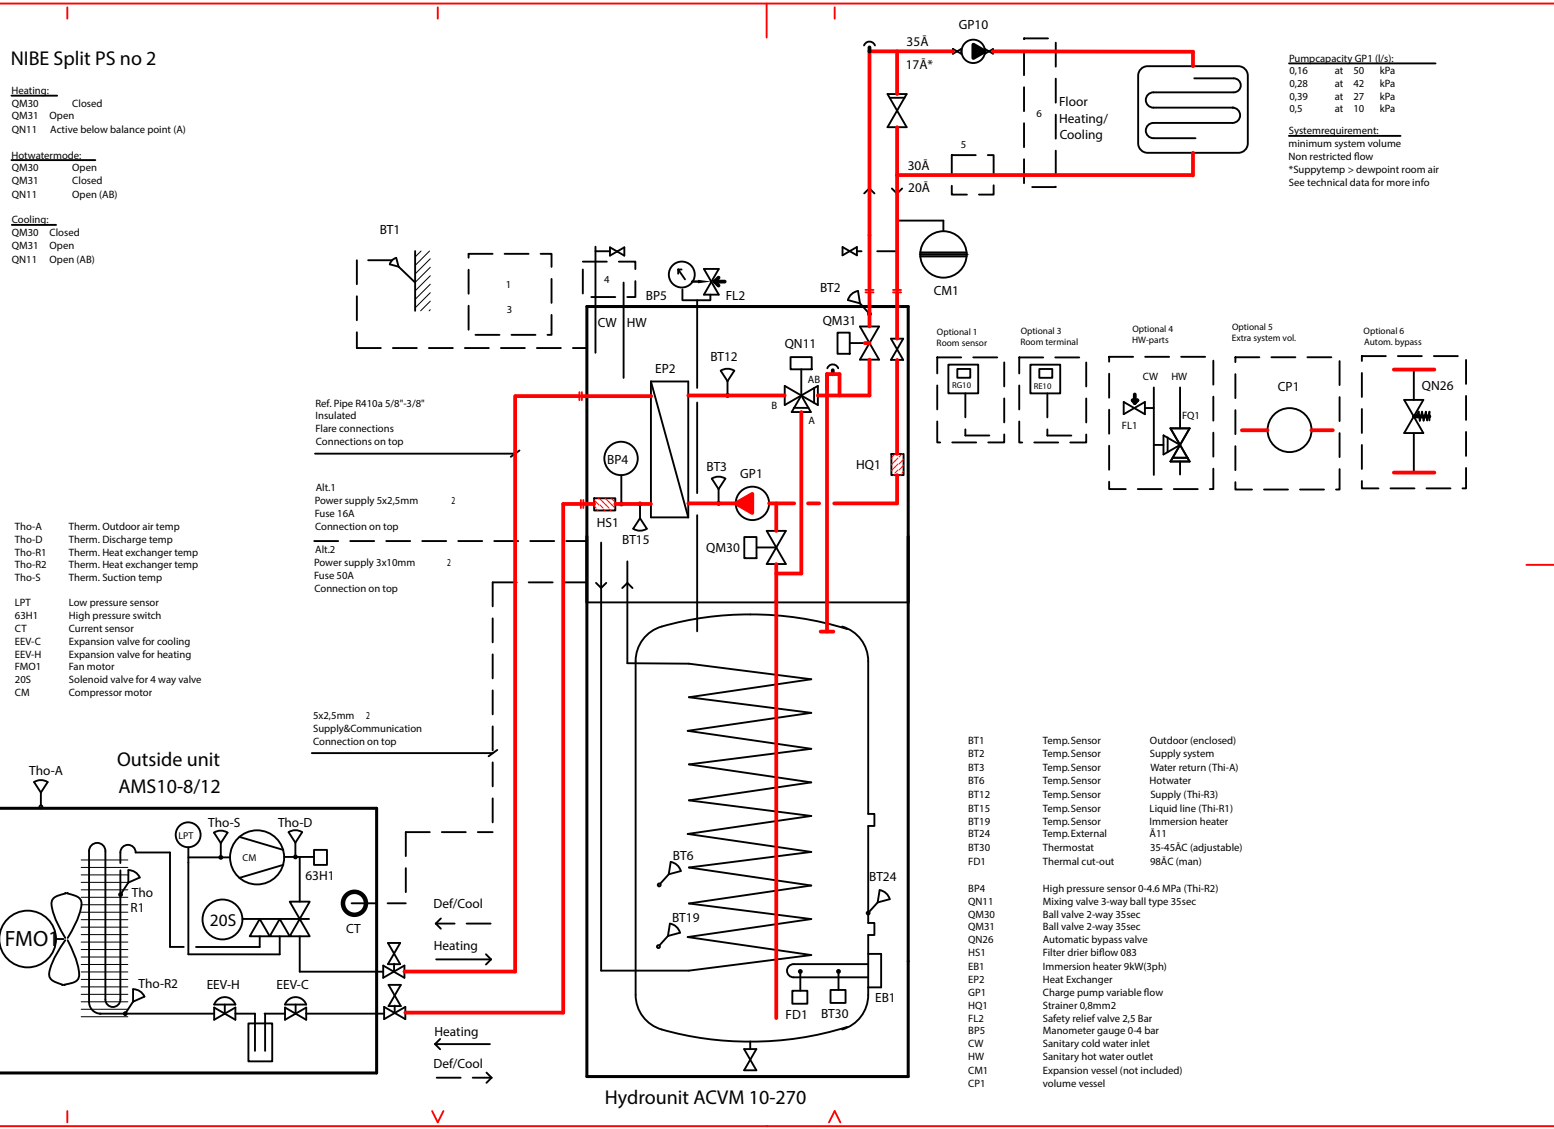 NIBE Split PS no 2
Heating:
QM30 Closed
QM31 Open
QN11 Active below balance point (A)
Hotwatermode:
QM30 Open
QM31 Closed
QN11 Open (AB)
Cooling:
QM30 Closed
QM31 Open
QN11 Open (AB)
BT1
1
3
4
BP5
FL2
CW HW
BT2
QM31
QN11
AB
B
A
BT12
EP2
BP4
HS1
BT15
BT3
GP1
QM30
HQ1
35Â
17Â*
GP10
6
Floor
Heating/
Cooling
5
30Â
20Â
CM1
Pumpcapacity GP1 (l/s):
0,16 at 50 kPa
0,28 at 42 kPa
0,39 at 27 kPa
0,5 at 10 kPa
Systemrequirement:
minimum system volume
Non restricted flow
*Suppytemp > dewpoint room air
See technical data for more info
Optional 1
Room sensor
RG10
Optional 3
Room terminal
RE10
Optional 4
HW-parts
CW HW
FL1
FQ1
Optional 5
Extra system vol.
CP1
Optional 6
Autom. bypass
QN26
Ref. Pipe R410a 5/8"-3/8"
Insulated
Flare connections
Connections on top
Alt.1
Power supply 5x2,5mm 2
Fuse 16A
Connection on top
Alt.2
Power supply 3x10mm 2
Fuse 50A
Connection on top
5x2,5mm 2
Supply&Communication
Connection on top
Tho-A Therm. Outdoor air temp
Tho-D Therm. Discharge temp
Tho-R1 Therm. Heat exchanger temp
Tho-R2 Therm. Heat exchanger temp
Tho-S Therm. Suction temp
LPT Low pressure sensor
63H1 High pressure switch
CT Current sensor
EEV-C Expansion valve for cooling
EEV-H Expansion valve for heating
FMO1 Fan motor
20S Solenoid valve for 4 way valve
CM Compressor motor
Outside unit
AMS10-8/12
Tho-A
LPT
Tho-S
CM
Tho-D
63H1
Tho
R1
20S
FMO1
CT
Tho-R2
EEV-H
EEV-C
Def/Cool
Heating
Heating
Def/Cool
BT6
BT19
BT24
FD1
BT30
EB1
Hydrounit ACVM 10-270
BT1 Temp.Sensor Outdoor (enclosed)
BT2 Temp.Sensor Supply system
BT3 Temp.Sensor Water return (Thi-A)
BT6 Temp.Sensor Hotwater
BT12 Temp.Sensor Supply (Thi-R3)
BT15 Temp.Sensor Liquid line (Thi-R1)
BT19 Temp.Sensor Immersion heater
BT24 Temp.External Â11
BT30 Thermostat 35-45ÂC (adjustable)
FD1 Thermal cut-out 98ÂC (man)
BP4 High pressure sensor 0-4.6 MPa (Thi-R2)
QN11 Mixing valve 3-way ball type 35sec
QM30 Ball valve 2-way 35sec
QM31 Ball valve 2-way 35sec
QN26 Automatic bypass valve
HS1 Filter drier biflow 083
EB1 Immersion heater 9kW(3ph)
EP2 Heat Exchanger
GP1 Charge pump variable flow
HQ1 Strainer 0,8mm2
FL2 Safety relief valve 2,5 Bar
BP5 Manometer gauge 0-4 bar
CW Sanitary cold water inlet
HW Sanitary hot water outlet
CM1 Expansion vessel (not included)
CP1 volume vessel